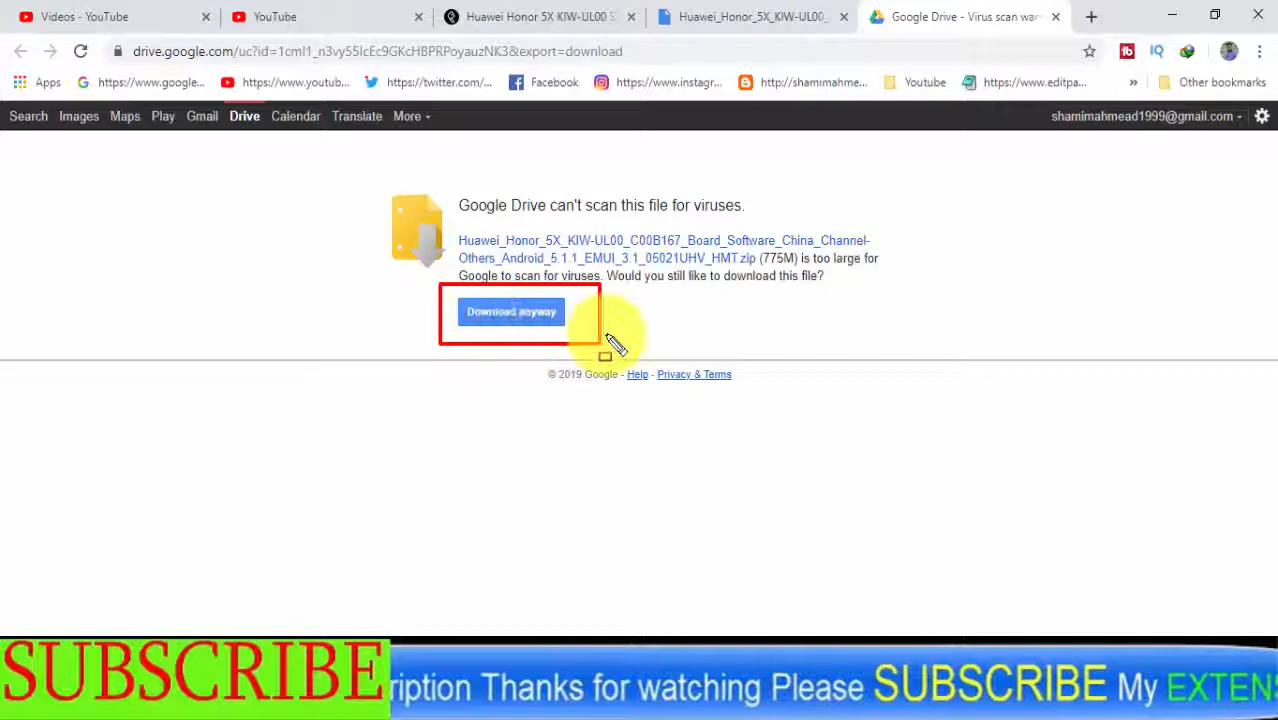 Videos - YouTube
YouTube
Huawei Honor 5X KIW-UL00 S
Huawei_Honor_5X_KIW-UL00_
Google Drive - Virus scan warn
drive.google.com/uc?id=1cmI1_n3vy55IcEc9GKcHBPRPoyauzNK3&export=download
Apps
https://www.google...
https://www.youtub...
https://twitter.com/...
Facebook
https://www.instagr...
http://shamimahme...
Youtube
https://www.editpa...
»
Other bookmarks
Search Images Maps Play Gmail Drive Calendar Translate More
shamimahmead1999@gmail.com
Google Drive can't scan this file for viruses.
Huawei_Honor_5X_KIW-UL00_C00B167_Board_Software_China_Channel-
Others_Android_5.1.1_EMUI_3.1_05021UHV_HMT.zip (775M) is too large for
Google to scan for viruses. Would you still like to download this file?
Download anyway
© 2019 Google - Help - Privacy & Terms
SUBSCRIBE
ription Thanks for watching Please SUBSCRIBE My EXTENS